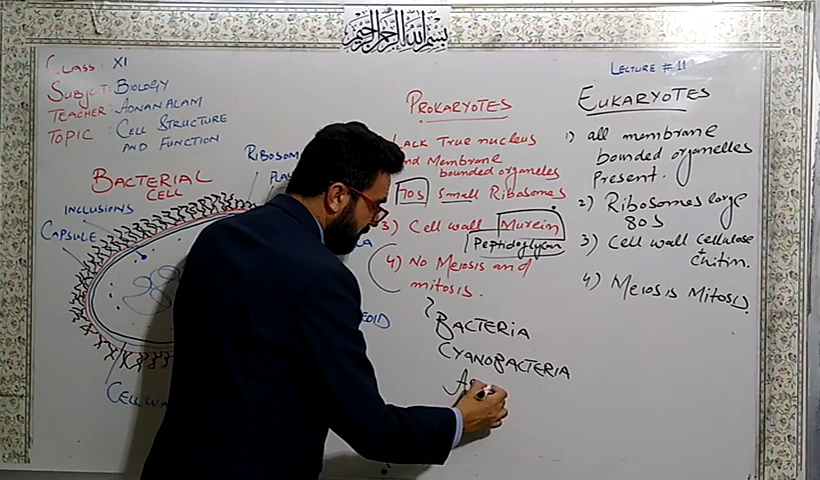 بسم الله الرحمن الرحيم
CLASS: XI
SUBJECT: BIOLOGY
TEACHER: ADNAN ALAM
TOPIC: CELL STRUCTURE
AND FUNCTION
LECTURE # 11
BACTERIAL
CELL
INCLUSIONS
CAPSULE
PROKARYOTES
Lack True nucleus
and Membrane
bounded organelles
70s Small Ribosomes
3) Cell wall Murein
Peptidoglycan
4) No Meiosis and
mitosis.
BACTERIA
CYANOBACTERIA
EUKARYOTES
1) all membrane
bounded organelles
Present.
2) Ribosomes large
80s
3) Cell wall cellulose
+
Chitin.
4) Meiosis Mitosis.